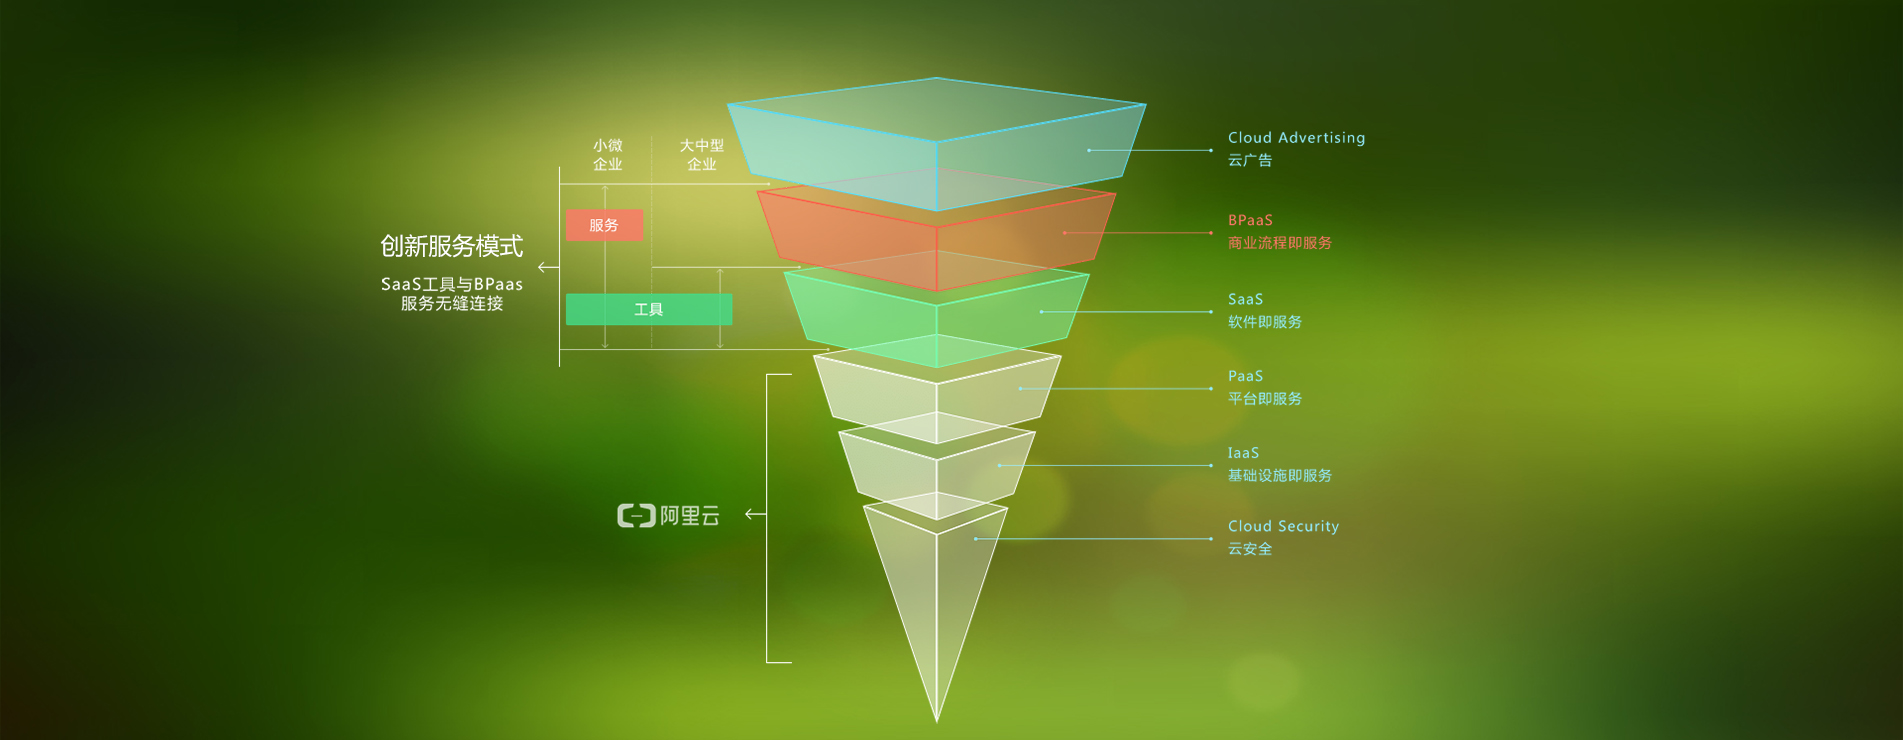 小微
企业
大中型
企业
服务
工具
创新服务模式
SaaS工具与BPaas
服务无缝连接
阿里云
Cloud Advertising
云广告
BPaaS
商业流程即服务
SaaS
软件即服务
PaaS
平台即服务
IaaS
基础设施即服务
Cloud Security
云安全